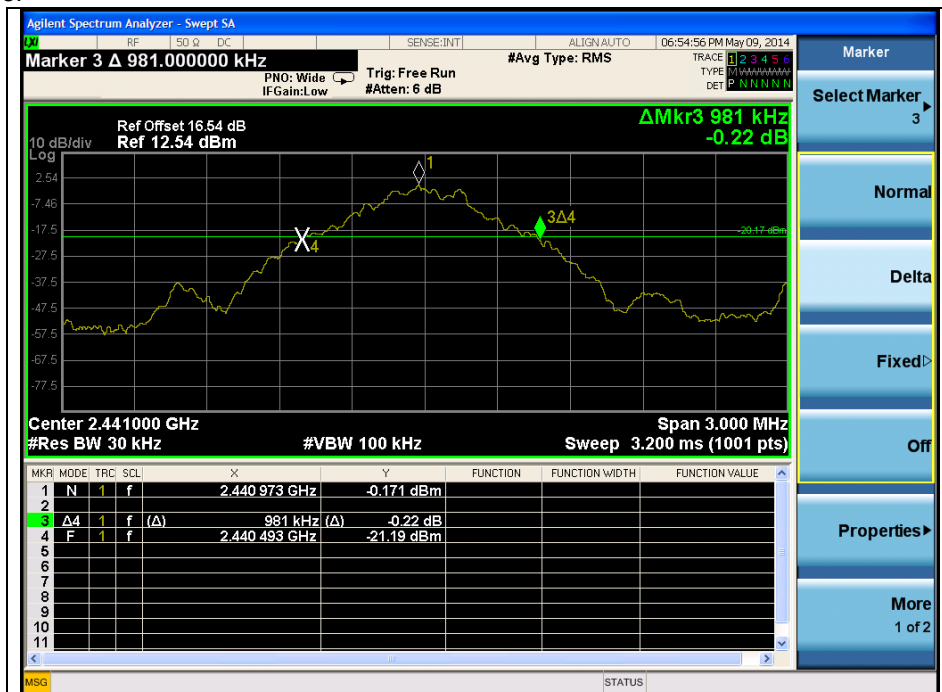 Agilent Spectrum Analyzer - Swept SA
LXI RF 50 Ω DC SENSE:INT ALIGN AUTO 06:54:56 PM May 09, 2014
Marker 3 Δ 981.000000 kHz
PNO: Wide
IFGain:Low
Trig: Free Run
#Atten: 6 dB
#Avg Type: RMS
TRACE 1 2 3 4 5 6
TYPE MWWWWW
DET P N N N N N
Ref Offset 16.54 dB
10 dB/div Ref 12.54 dBm
Log
ΔMkr3 981 kHz
-0.22 dB
2.54
-7.46
-17.5
-27.5
-37.5
-47.5
-57.5
-67.5
-77.5
1
3Δ4
-20.17 dBm
4
Center 2.441000 GHz Span 3.000 MHz
#Res BW 30 kHz #VBW 100 kHz Sweep 3.200 ms (1001 pts)
MKR MODE TRC SCL X Y FUNCTION FUNCTION WIDTH FUNCTION VALUE
1 N 1 f 2.440 973 GHz -0.171 dBm
2
3 Δ4 1 f (Δ) 981 kHz (Δ) -0.22 dB
4 F 1 f 2.440 493 GHz -21.19 dBm
5
6
7
8
9
10
11
MSG STATUS
Marker
Select Marker
3
Normal
Delta
Fixed
Off
Properties
More
1 of 2